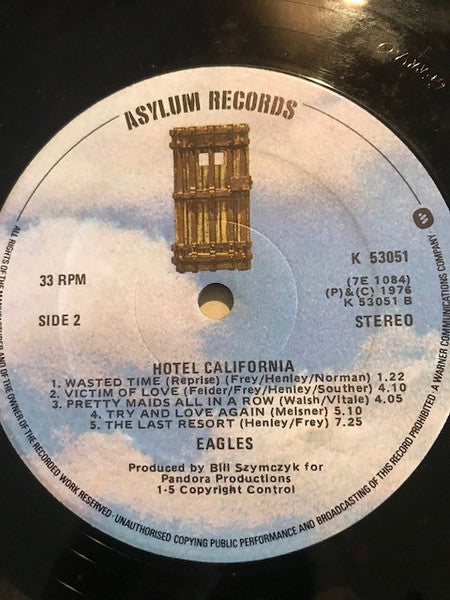 ASYLUM RECORDS
K 53051
33 RPM
(7E 1084)
(P)&(C) 1976
K 53051 B
SIDE 2
STEREO
HOTEL CALIFORNIA
1. WASTED TIME (Reprise) (Frey/Henley/Norman) 1.22
2. VICTIM OF LOVE (Felder/Frey/Henley/Souther) 4.10
3. PRETTY MAIDS ALL IN A ROW (Walsh/Vitale) 4.05
4. TRY AND LOVE AGAIN (Meisner) 5.10
5. THE LAST RESORT (Henley/Frey) 7.25
EAGLES
Produced by Bill Szymczyk for
Pandora Productions
1-5 Copyright Control
ALL RIGHTS OF THE MANUFACTURER AND OF THE OWNER OF THE RECORDED WORK RESERVED · UNAUTHORISED COPYING PUBLIC PERFORMANCE AND BROADCASTING OF THIS RECORD PROHIBITED · A WARNER COMMUNICATIONS COMPANY ·